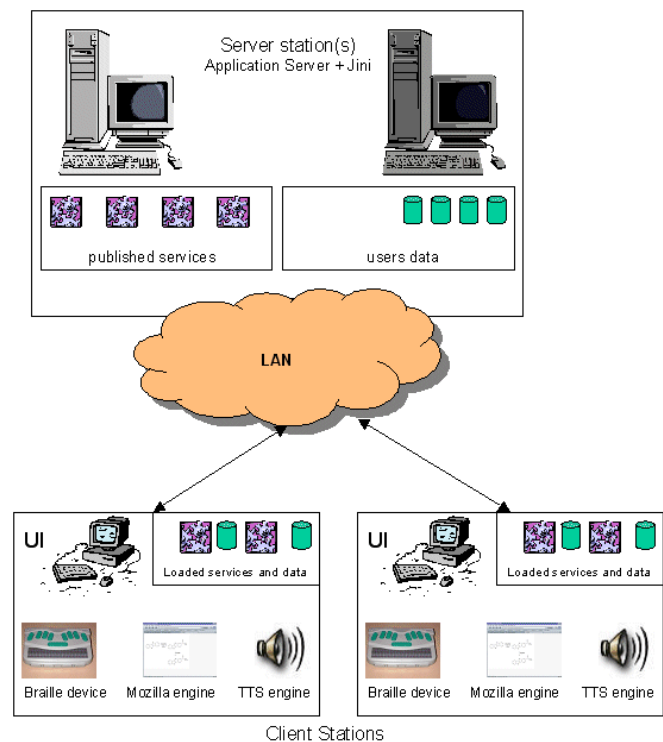 Server station(s)
Application Server + Jini
published services
users data
LAN
UI
Loaded services and data
Braille device
Mozilla engine
TTS engine
UI
Loaded services and data
Braille device
Mozilla engine
TTS engine
Client Stations